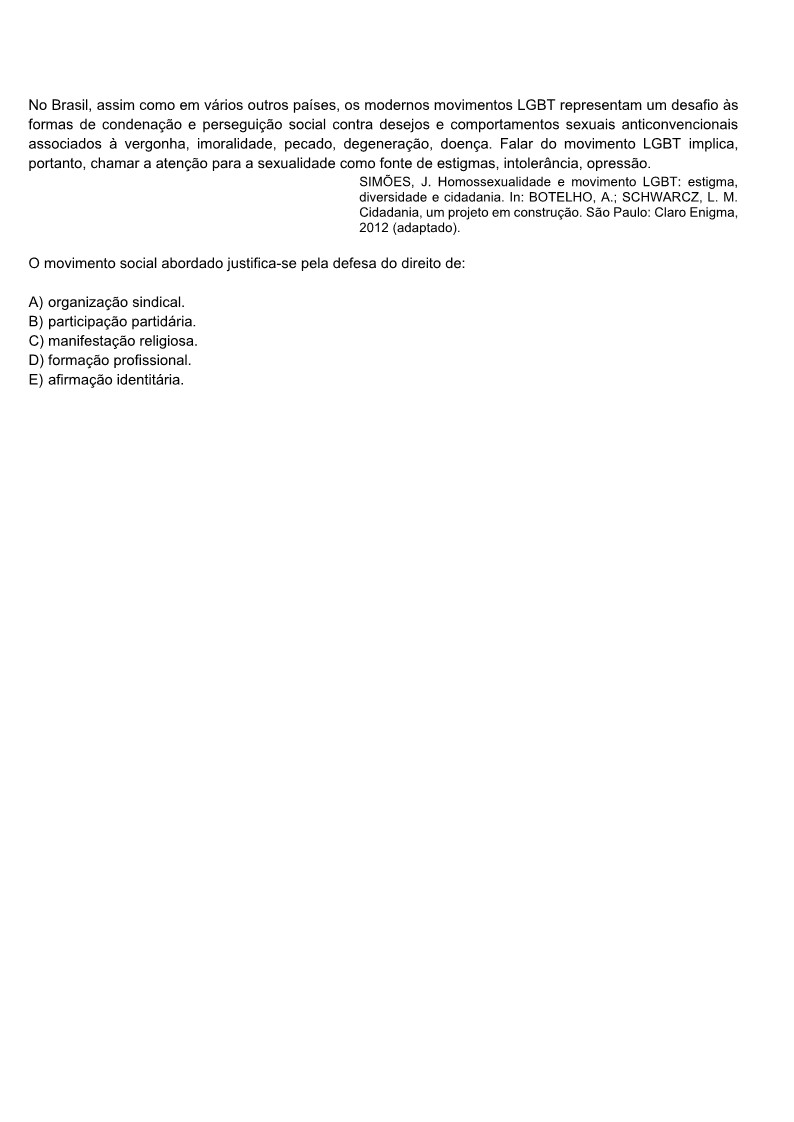 No Brasil, assim como em vários outros países, os modernos movimentos LGBT representam um desafio às
formas de condenação e perseguição social contra desejos e comportamentos sexuais anticonvencionais
associados à vergonha, imoralidade, pecado, degeneração, doença. Falar do movimento LGBT implica,
portanto, chamar a atenção para a sexualidade como fonte de estigmas, intolerância, opressão.
SIMÕES, J. Homossexualidade e movimento LGBT: estigma,
diversidade e cidadania. In: BOTELHO, A.; SCHWARCZ, L. M.
Cidadania, um projeto em construção. São Paulo: Claro Enigma,
2012 (adaptado).
O movimento social abordado justifica-se pela defesa do direito de:
A) organização sindical.
B) participação partidária.
C) manifestação religiosa.
D) formação profissional.
E) afirmação identitária.